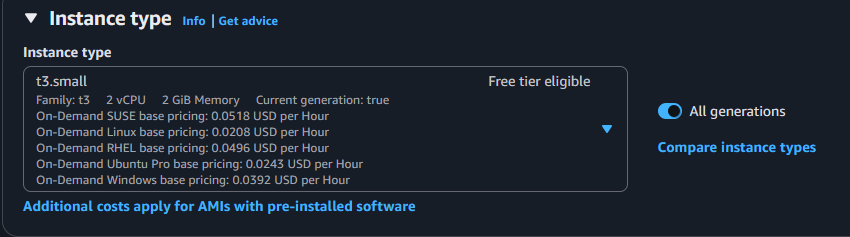 Instance type Info | Get advice
Instance type
t3.small Free tier eligible
Family: t3 2 vCPU 2 GiB Memory Current generation: true
On-Demand SUSE base pricing: 0.0518 USD per Hour
On-Demand Linux base pricing: 0.0208 USD per Hour
On-Demand RHEL base pricing: 0.0496 USD per Hour
On-Demand Ubuntu Pro base pricing: 0.0243 USD per Hour
On-Demand Windows base pricing: 0.0392 USD per Hour
All generations
Compare instance types
Additional costs apply for AMIs with pre-installed software